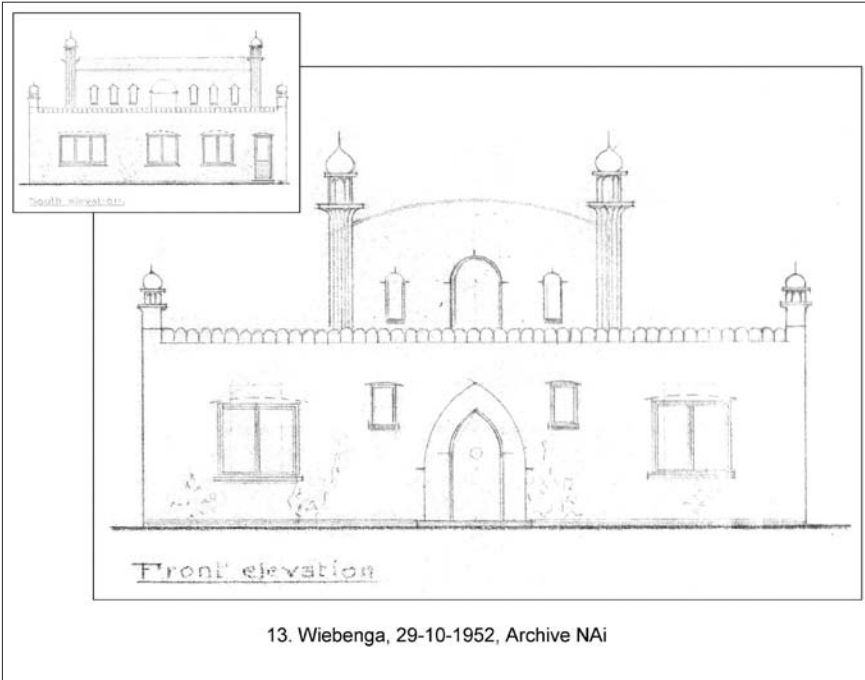 South elevation.
Front elevation
13. Wiebenga, 29-10-1952, Archive NAi